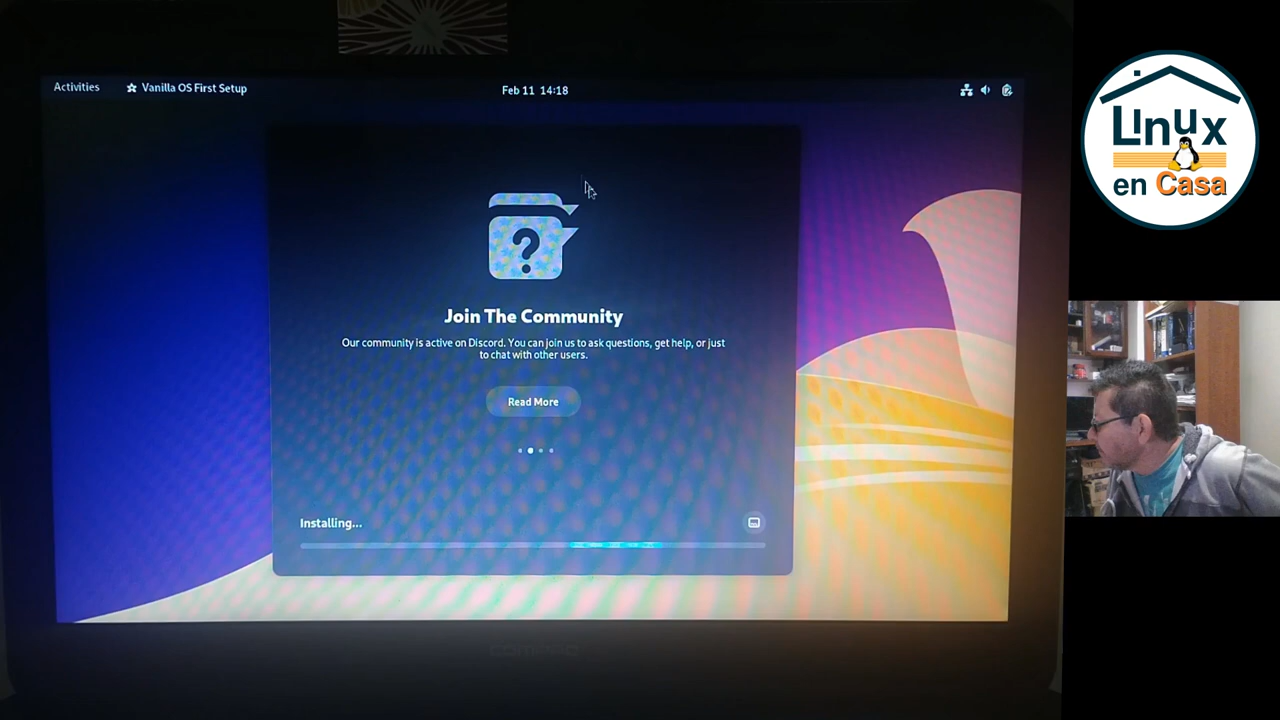 Activities
Vanilla OS First Setup
Feb 11 14:18
Join The Community
Our community is active on Discord. You can join us to ask questions, get help, or just
to chat with other users.
Read More
Installing...
COMPAQ
Linux
en Casa